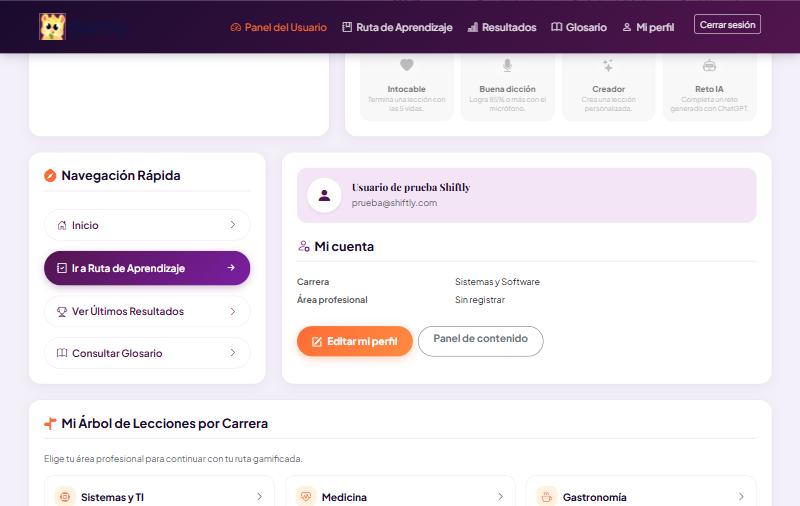 Panel del Usuario
Ruta de Aprendizaje
Resultados
Glosario
Mi perfil
Cerrar sesión
Intocable
Termina una lección con
las 5 vidas.
Buena dicción
Logra 85% o más con el
micrófono.
Creador
Crea una lección
personalizada.
Reto IA
Completa un reto
generado con ChatGPT.
Navegación Rápida
Inicio
Ir a Ruta de Aprendizaje
Ver Últimos Resultados
Consultar Glosario
Usuario de prueba Shiftly
prueba@shiftly.com
Mi cuenta
Carrera Sistemas y Software
Área profesional Sin registrar
Editar mi perfil
Panel de contenido
Mi Árbol de Lecciones por Carrera
Elige tu área profesional para continuar con tu ruta gamificada.
Sistemas y TI
Medicina
Gastronomía